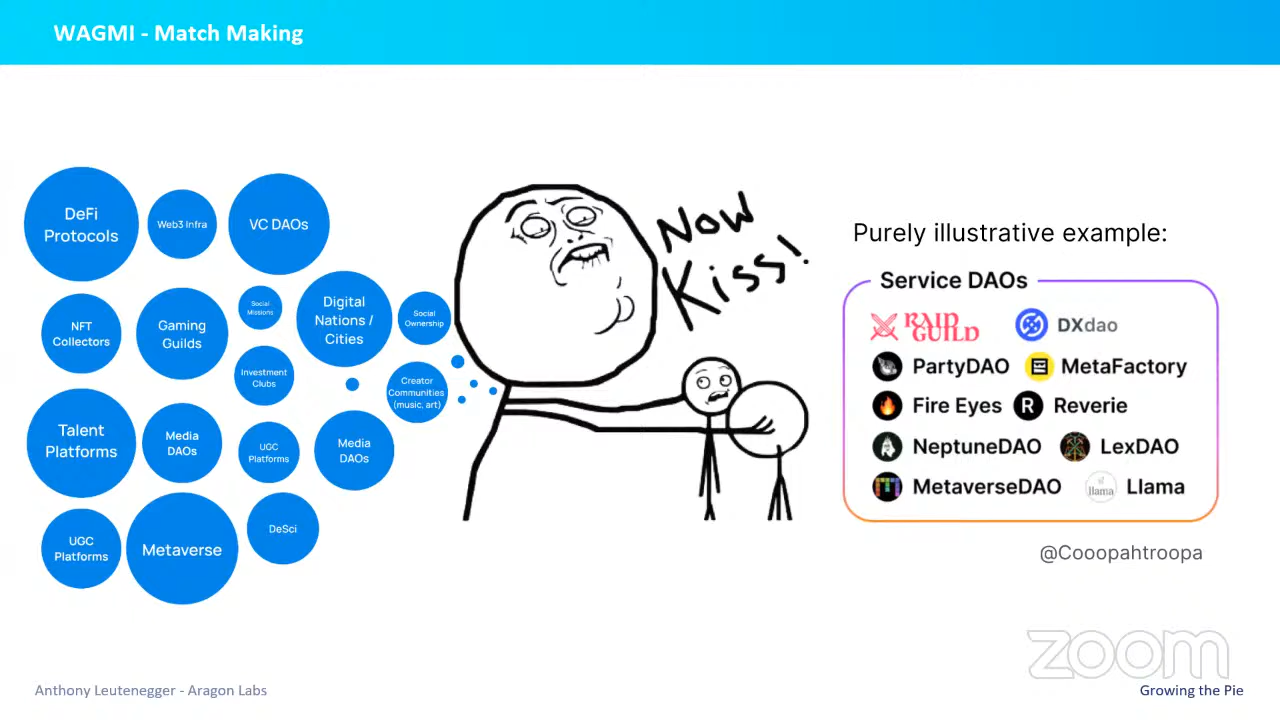 WAGMI - Match Making
DeFi
Protocols
Web3 Infra
VC DAOs
NFT
Collectors
Gaming
Guilds
Social
Missions
Digital
Nations /
Cities
Social
Ownership
Investment
Clubs
Creator
Communities
(music, art)
Talent
Platforms
Media
DAOs
UGC
Platforms
Media
DAOs
UGC
Platforms
Metaverse
DeSci
Now
Kiss!
Purely illustrative example:
Service DAOs
RAID
GUILD
DXdao
PartyDAO
MetaFactory
Fire Eyes
R Reverie
NeptuneDAO
LexDAO
MetaverseDAO
llama Llama
@Cooopahtroopa
zoom
Anthony Leutenegger - Aragon Labs
Growing the Pie